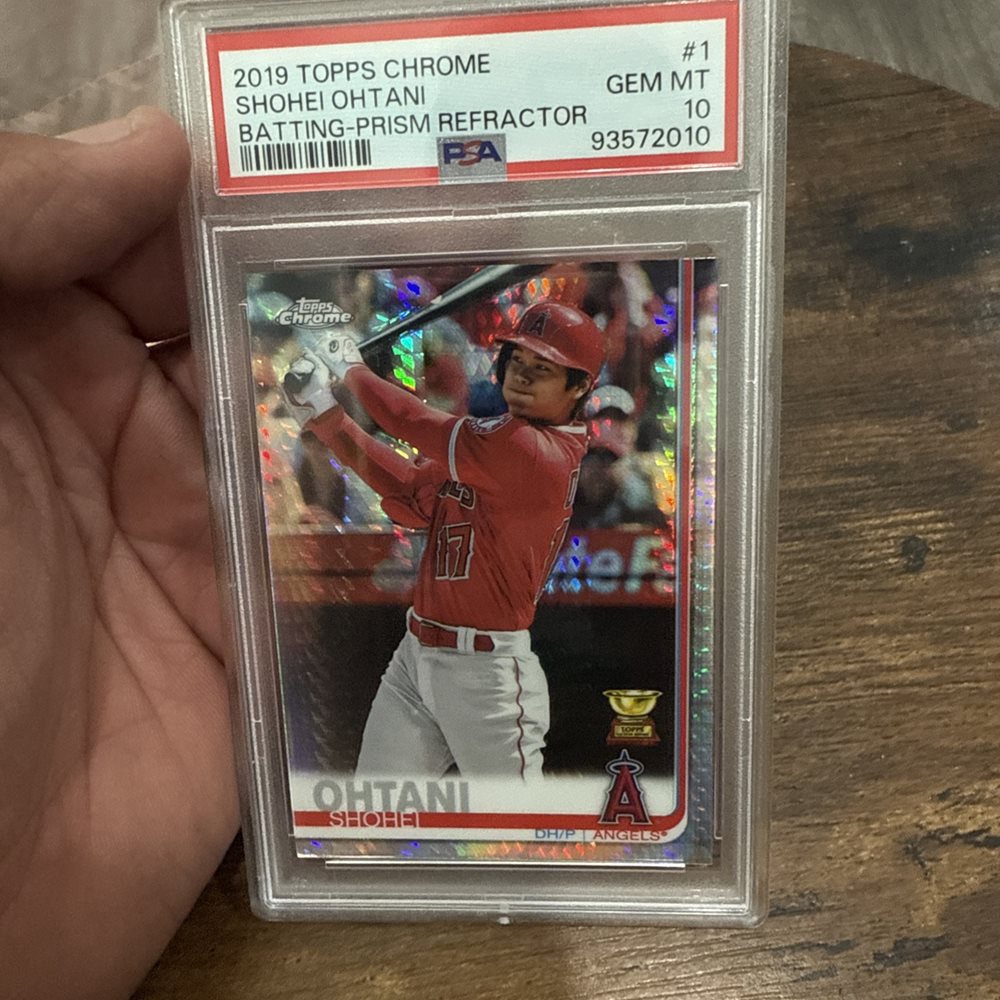 2019 TOPPS CHROME
#1
SHOHEI OHTANI
GEM MT
BATTING-PRISM REFRACTOR
10
PSA
93572010
topps
Chrome
A
17
TOPPS
A
OHTANI
SHOHEI
DH/P | ANGELS®